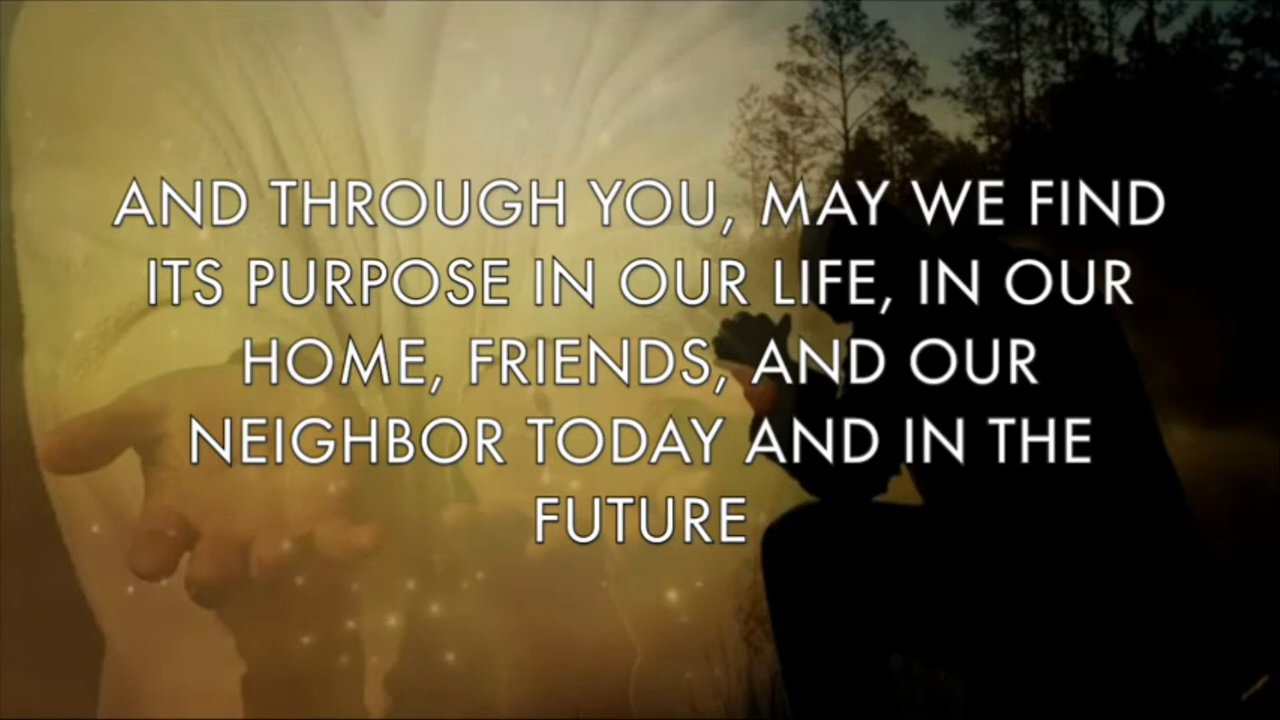 AND THROUGH YOU, MAY WE FIND
ITS PURPOSE IN OUR LIFE, IN OUR
HOME, FRIENDS, AND OUR
NEIGHBOR TODAY AND IN THE
FUTURE